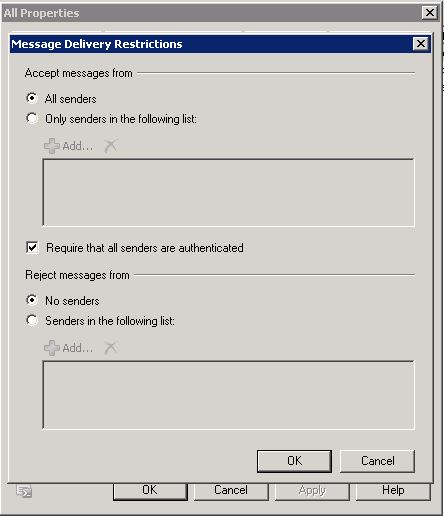 All Properties
Message Delivery Restrictions
Accept messages from
All senders
Only senders in the following list:
Add...
Require that all senders are authenticated
Reject messages from
No senders
Senders in the following list:
Add...
OK
Cancel
OK
Cancel
Apply
Help